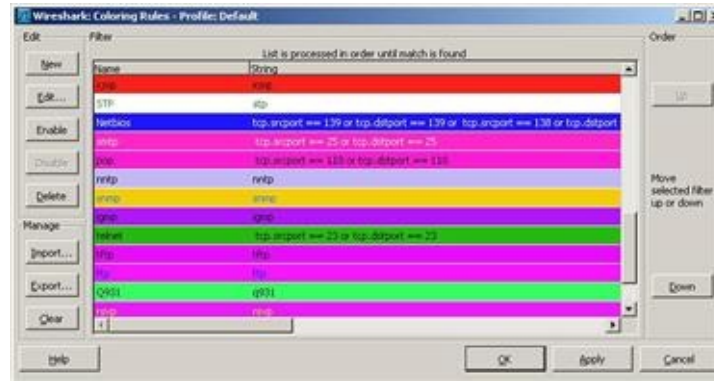 Wireshark: Coloring Rules - Profile: Default
Edit
Filter
Order
List is processed in order until match is found
Name String
New
Edit...
Enable
Disable
Delete
Manage
Import...
Export...
Clear
STP stp
Netbios tcp.srcport == 139 or tcp.dstport == 139 or tcp.srcport == 138 or tcp.dstport
smtp tcp.srcport == 25 or tcp.dstport == 25
pop tcp.srcport == 110 or tcp.dstport == 110
nntp nntp
snmp snmp
igmp igmp
telnet tcp.srcport == 23 or tcp.dstport == 23
tftp tftp
ftp ftp
Q931 q931
Up
Move
selected filter
up or down
Down
Help
OK
Apply
Cancel